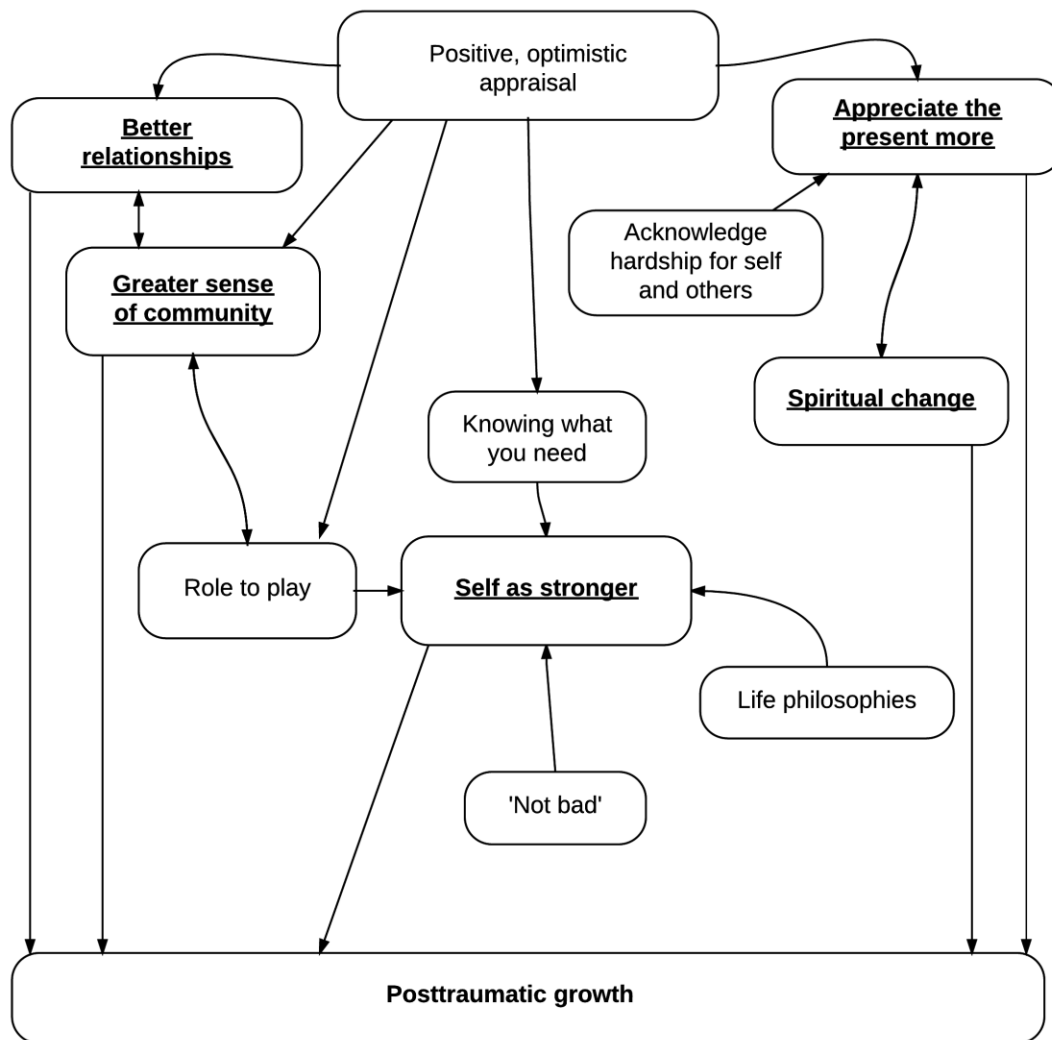 Positive, optimistic
appraisal
Better
relationships
Appreciate the
present more
Acknowledge
hardship for self
and others
Greater sense
of community
Spiritual change
Knowing what
you need
Role to play
Self as stronger
Life philosophies
'Not bad'
Posttraumatic growth